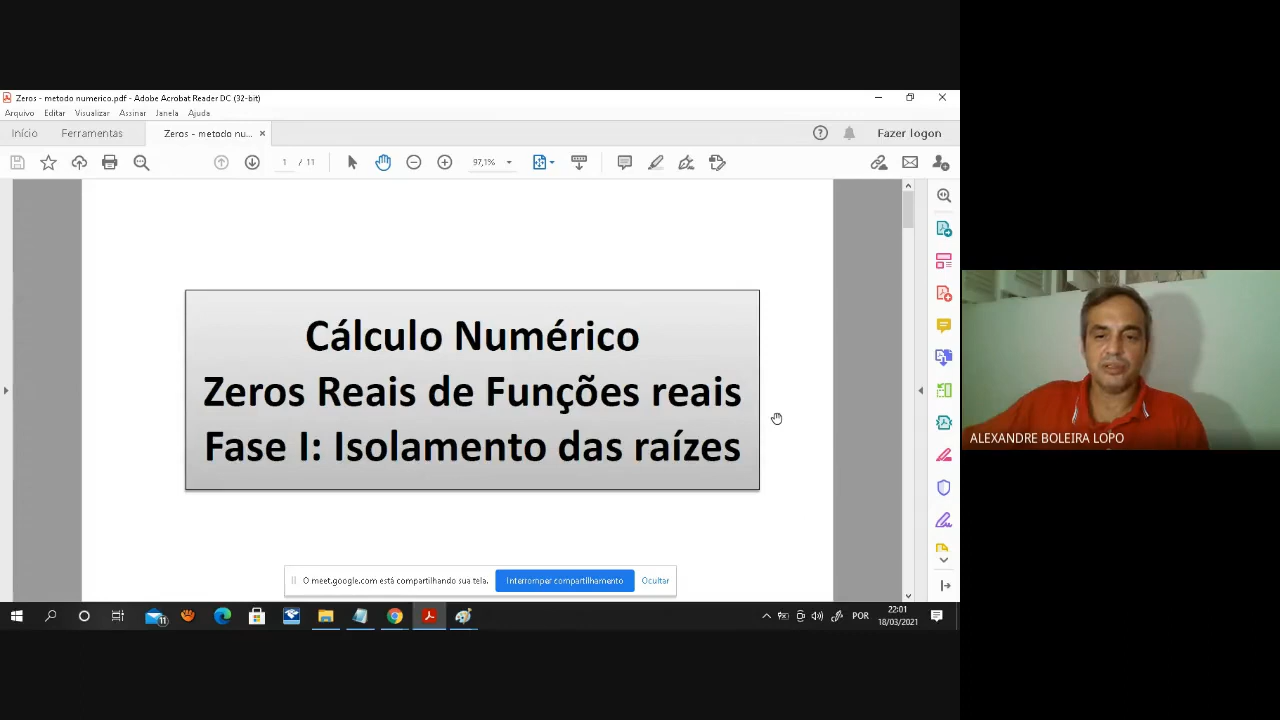 Zeros - metodo numerico.pdf - Adobe Acrobat Reader DC (32-bit)
Arquivo Editar Visualizar Assinar Janela Ajuda
Início Ferramentas Zeros - metodo nu... Fazer logon
1 / 11 97,1%
Cálculo Numérico
Zeros Reais de Funções reais
Fase I: Isolamento das raízes
ALEXANDRE BOLEIRA LOPO
O meet.google.com está compartilhando sua tela. Interromper compartilhamento Ocultar
11 POR 22:01
18/03/2021